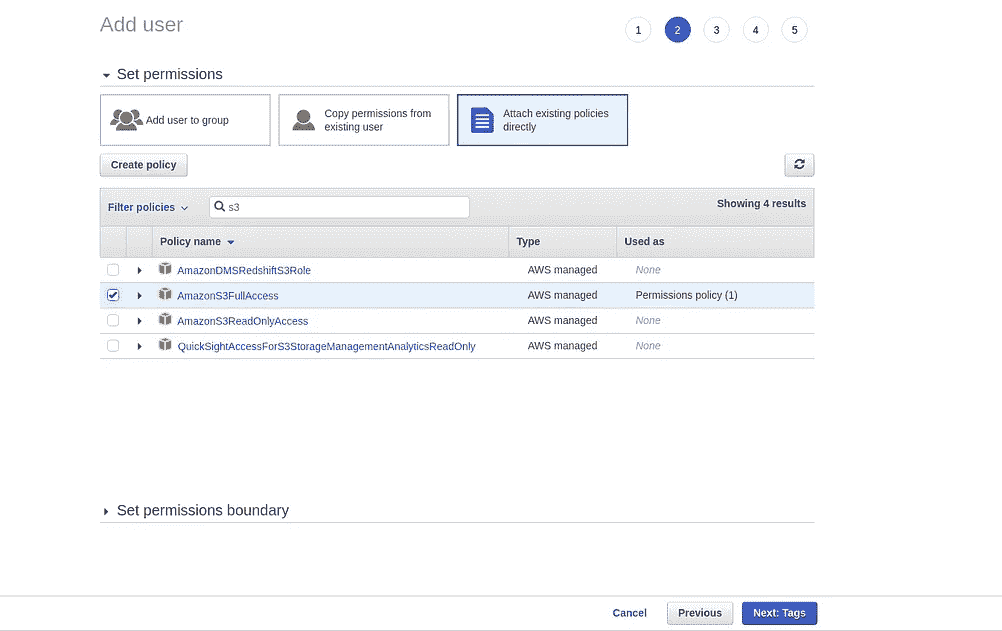 Add user
1 2 3 4 5
Set permissions
Add user to group
Copy permissions from
existing user
Attach existing policies
directly
Create policy
Filter policies
s3
Showing 4 results
Policy name Type Used as
AmazonDMSRedshiftS3Role AWS managed None
AmazonS3FullAccess AWS managed Permissions policy (1)
AmazonS3ReadOnlyAccess AWS managed None
QuickSightAccessForS3StorageManagementAnalyticsReadOnly AWS managed None
Set permissions boundary
Cancel Previous Next: Tags